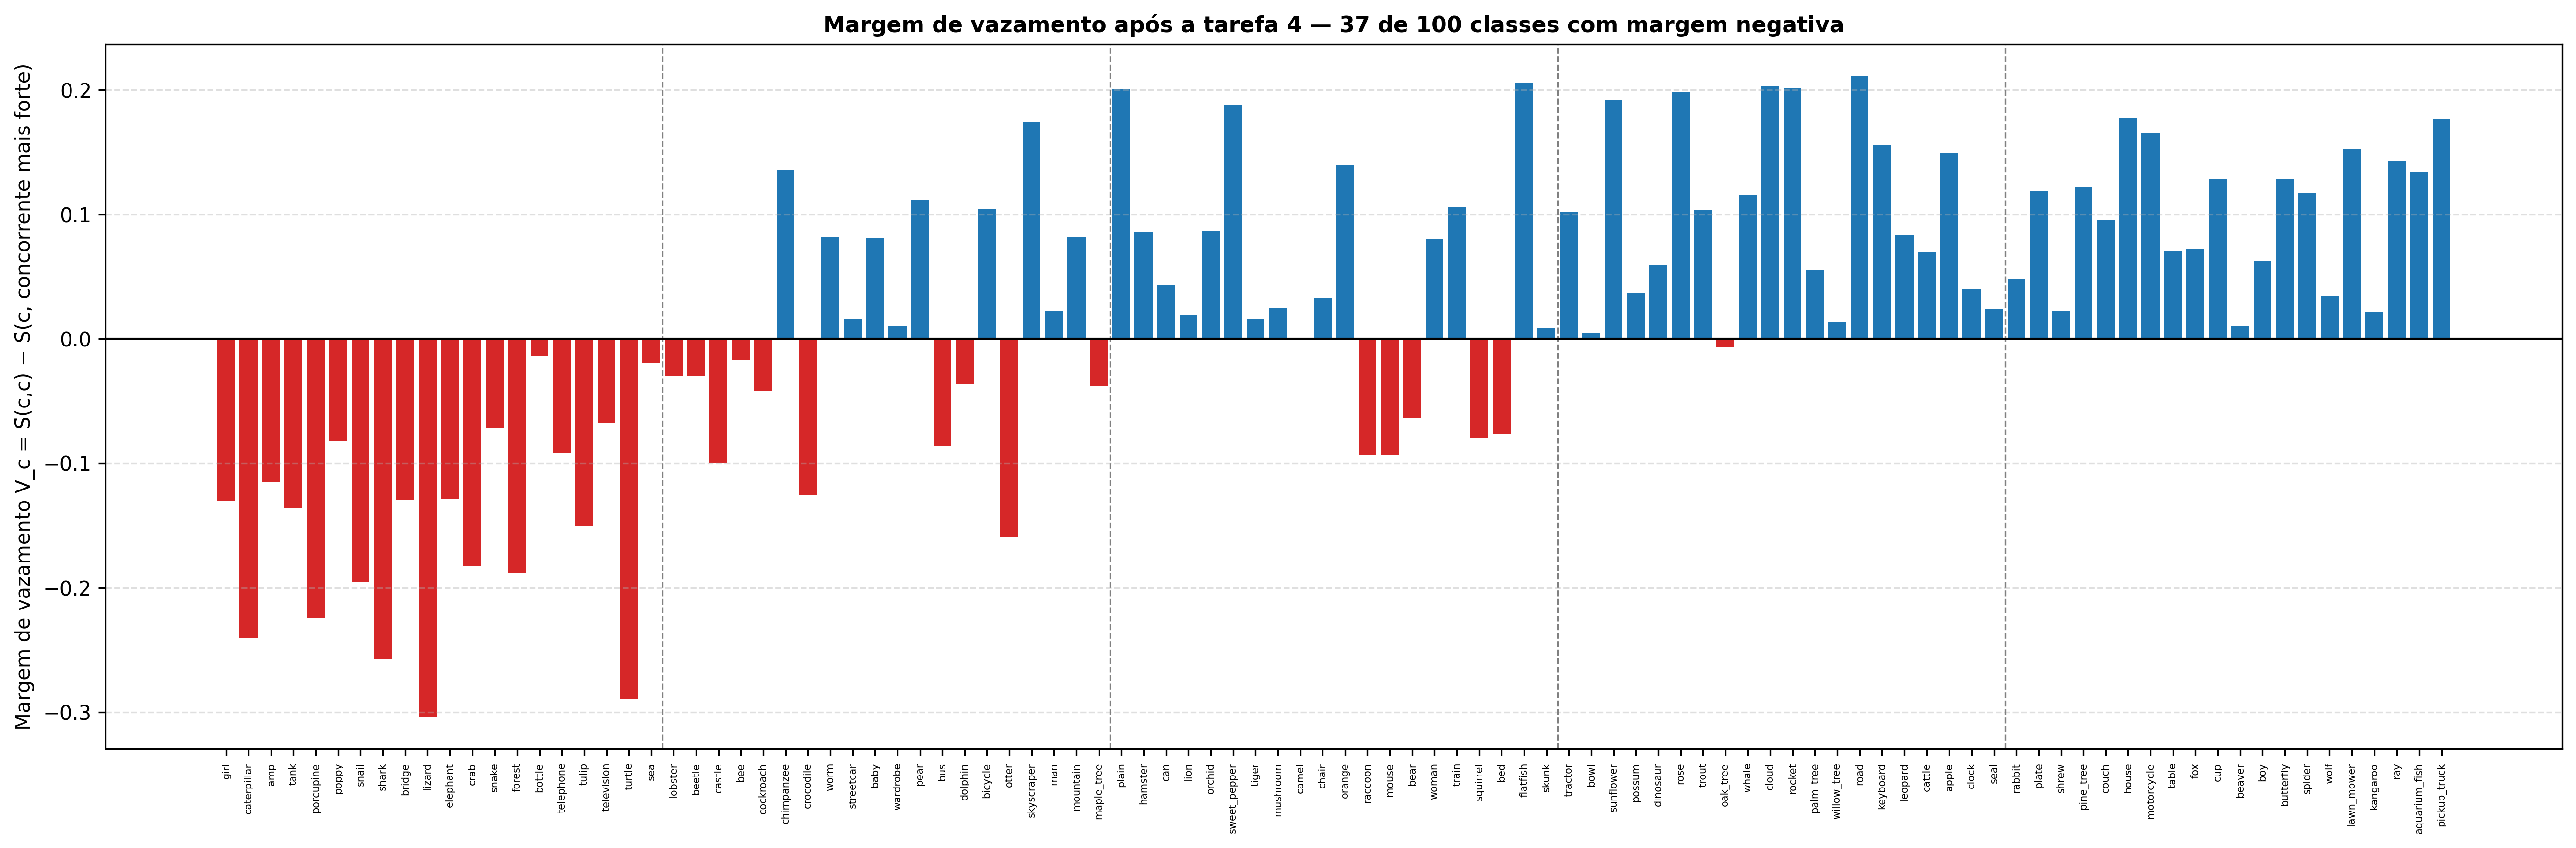 Margem de vazamento após a tarefa 4 — 37 de 100 classes com margem negativa
Margem de vazamento V_c = S(c,c) − S(c, concorrente mais forte)
0.2
0.1
0.0
−0.1
−0.2
−0.3
girl
caterpillar
lamp
tank
porcupine
poppy
snail
shark
bridge
lizard
elephant
crab
snake
forest
bottle
telephone
tulip
television
turtle
sea
lobster
beetle
castle
bee
cockroach
chimpanzee
crocodile
worm
streetcar
baby
wardrobe
pear
bus
dolphin
bicycle
otter
skyscraper
man
mountain
maple_tree
plain
hamster
can
lion
orchid
sweet_pepper
tiger
mushroom
camel
chair
orange
raccoon
mouse
bear
woman
train
squirrel
bed
flatfish
skunk
tractor
bowl
sunflower
possum
dinosaur
rose
trout
oak_tree
whale
cloud
rocket
palm_tree
willow_tree
road
keyboard
leopard
cattle
apple
clock
seal
rabbit
plate
shrew
pine_tree
couch
house
motorcycle
table
fox
cup
beaver
boy
butterfly
spider
wolf
lawn_mower
kangaroo
ray
aquarium_fish
pickup_truck